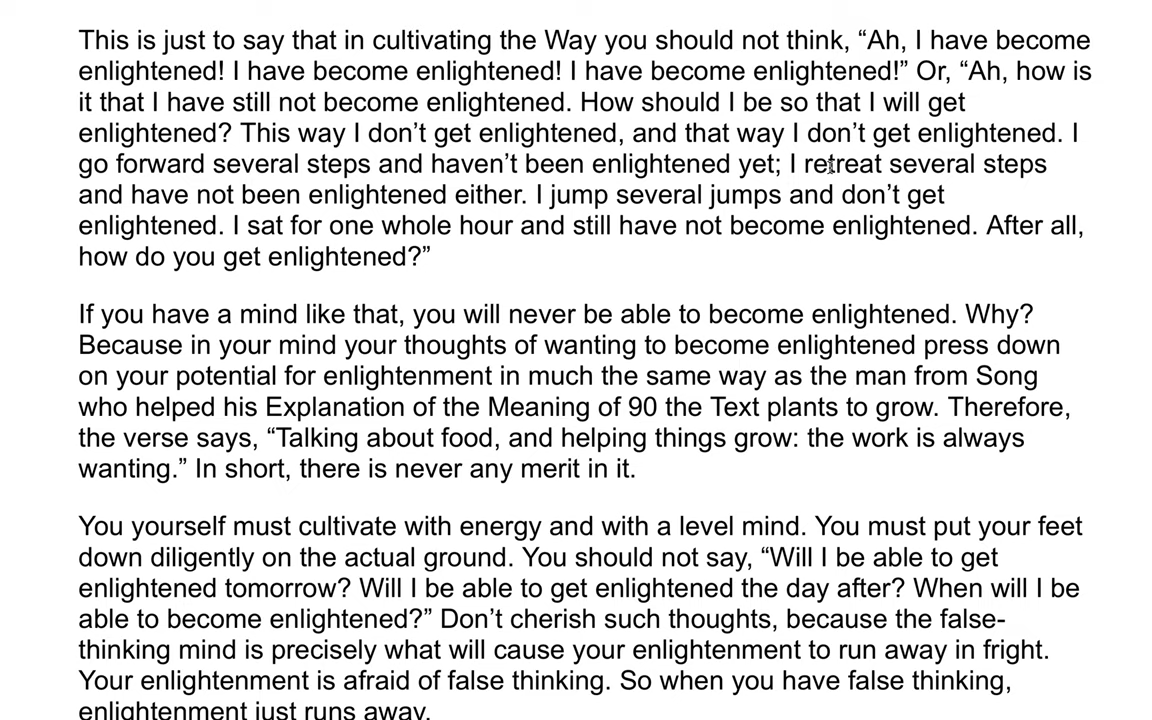 This is just to say that in cultivating the Way you should not think, “Ah, I have become
enlightened! I have become enlightened! I have become enlightened!” Or, “Ah, how is
it that I have still not become enlightened. How should I be so that I will get
enlightened? This way I don’t get enlightened, and that way I don’t get enlightened. I
go forward several steps and haven’t been enlightened yet; I retreat several steps
and have not been enlightened either. I jump several jumps and don’t get
enlightened. I sat for one whole hour and still have not become enlightened. After all,
how do you get enlightened?”
If you have a mind like that, you will never be able to become enlightened. Why?
Because in your mind your thoughts of wanting to become enlightened press down
on your potential for enlightenment in much the same way as the man from Song
who helped his Explanation of the Meaning of 90 the Text plants to grow. Therefore,
the verse says, “Talking about food, and helping things grow: the work is always
wanting.” In short, there is never any merit in it.
You yourself must cultivate with energy and with a level mind. You must put your feet
down diligently on the actual ground. You should not say, “Will I be able to get
enlightened tomorrow? Will I be able to get enlightened the day after? When will I be
able to become enlightened?” Don’t cherish such thoughts, because the false-
thinking mind is precisely what will cause your enlightenment to run away in fright.
Your enlightenment is afraid of false thinking. So when you have false thinking,
enlightenment just runs away.